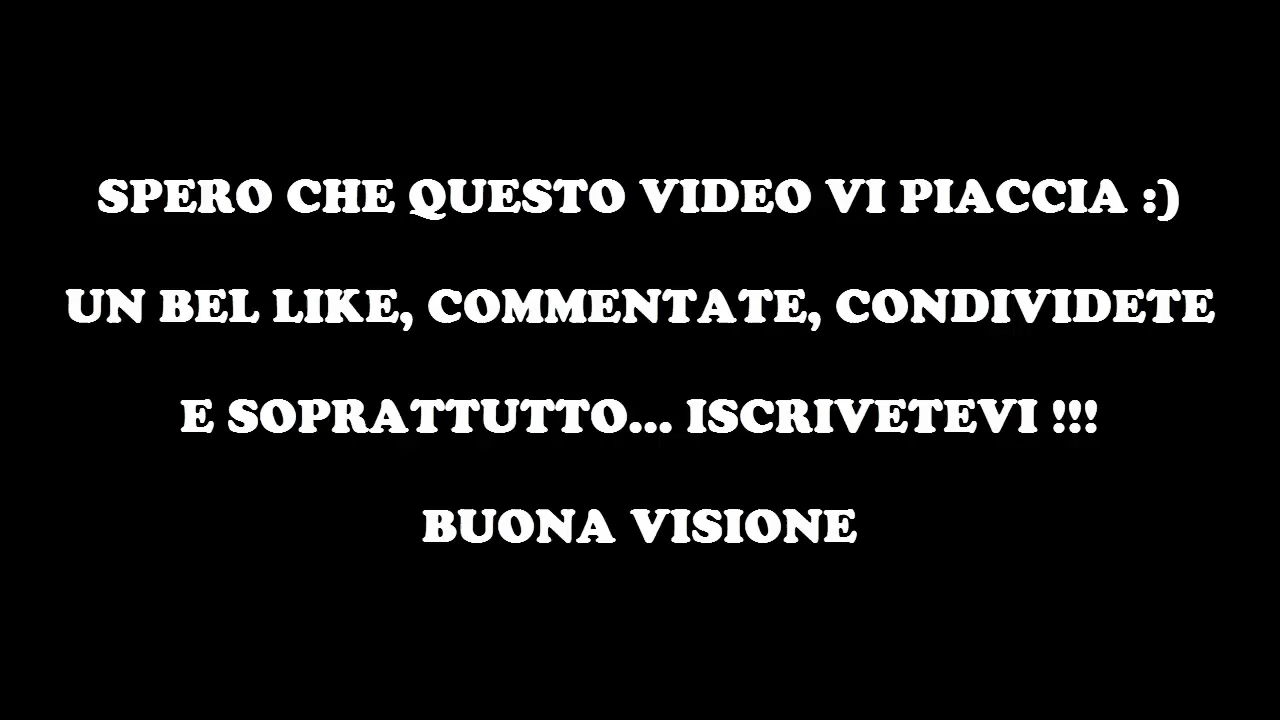 SPERO CHE QUESTO VIDEO VI PIACCIA :)
UN BEL LIKE, COMMENTATE, CONDIVIDETE
E SOPRATTUTTO... ISCRIVETEVI !!!
BUONA VISIONE